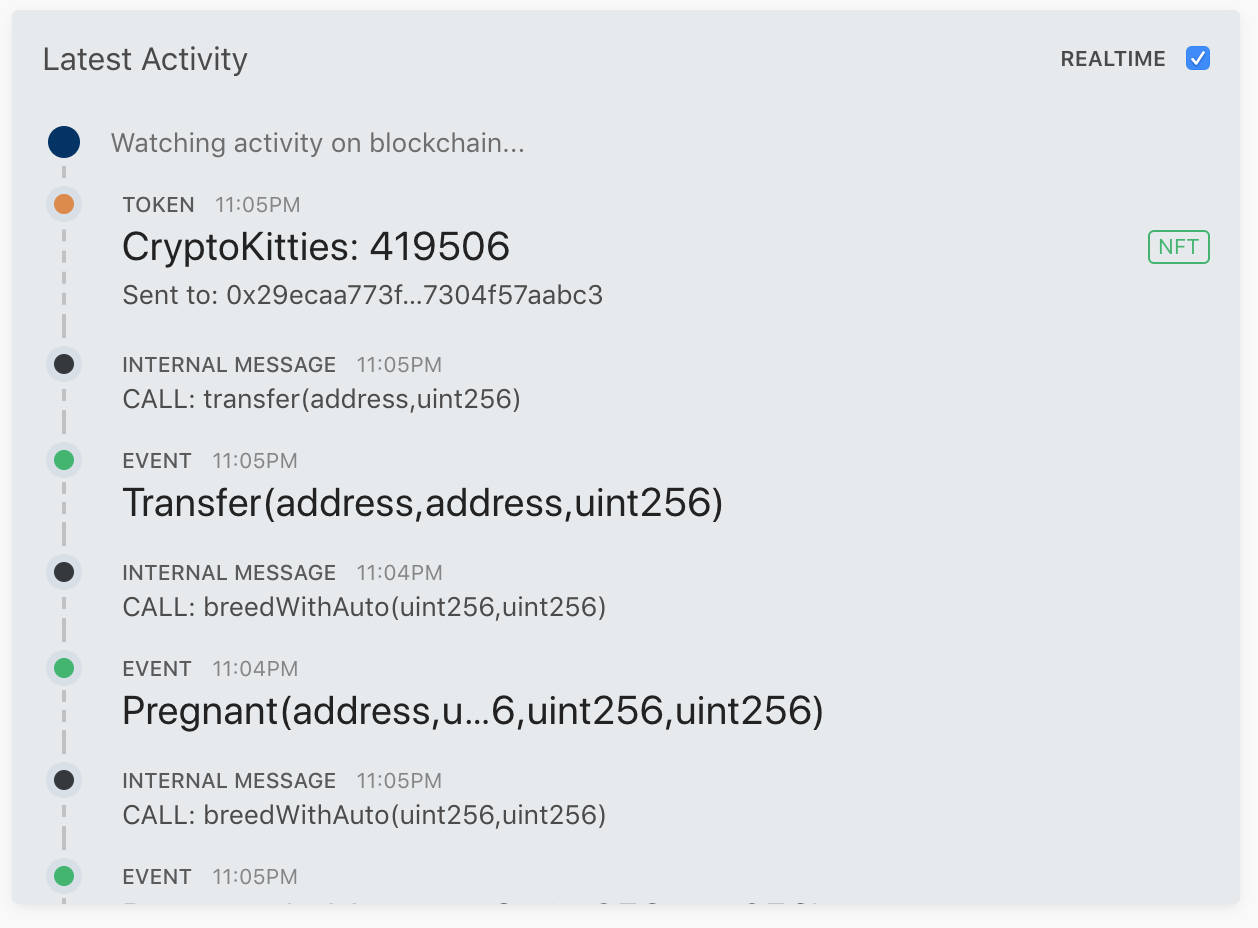 Latest Activity
REALTIME
Watching activity on blockchain...
TOKEN 11:05PM
CryptoKitties: 419506
NFT
Sent to: 0x29ecaa773f...7304f57aabc3
INTERNAL MESSAGE 11:05PM
CALL: transfer(address,uint256)
EVENT 11:05PM
Transfer(address,address,uint256)
INTERNAL MESSAGE 11:04PM
CALL: breedWithAuto(uint256,uint256)
EVENT 11:04PM
Pregnant(address,u...6,uint256,uint256)
INTERNAL MESSAGE 11:05PM
CALL: breedWithAuto(uint256,uint256)
EVENT 11:05PM